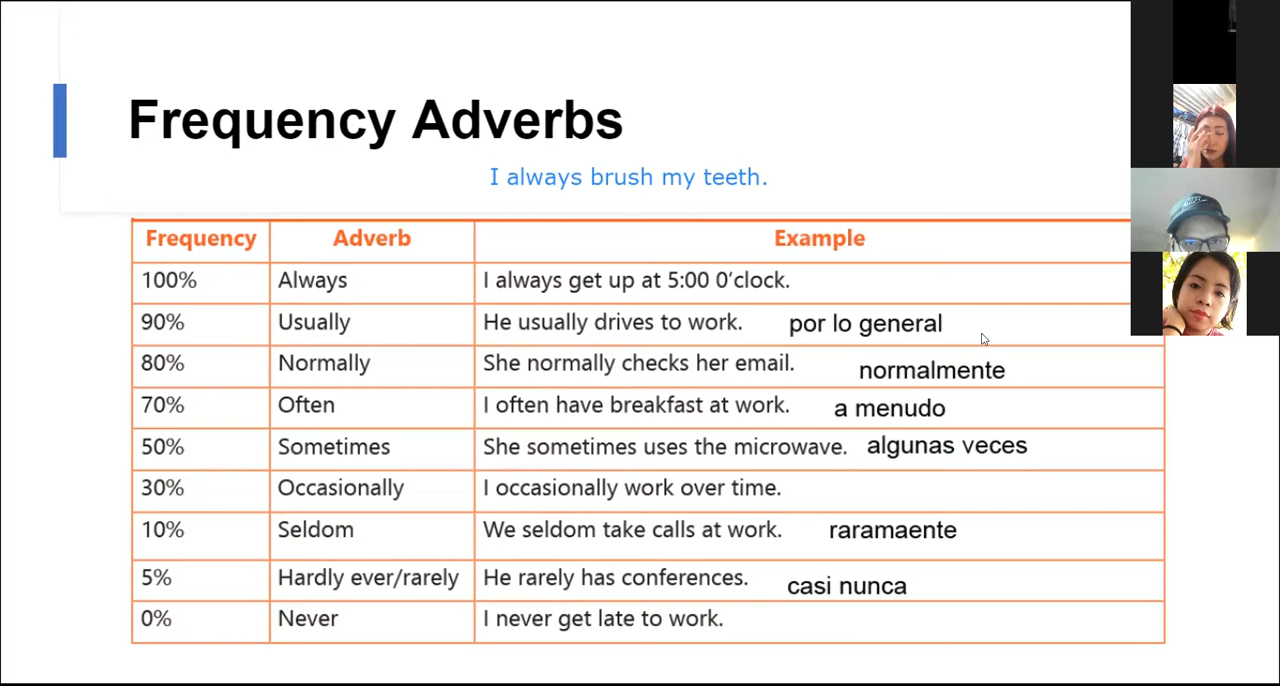 Frequency Adverbs
I always brush my teeth.
Frequency Adverb Example
100% Always I always get up at 5:00 0’clock.
90% Usually He usually drives to work. por lo general
80% Normally She normally checks her email. normalmente
70% Often I often have breakfast at work. a menudo
50% Sometimes She sometimes uses the microwave. algunas veces
30% Occasionally I occasionally work over time.
10% Seldom We seldom take calls at work. raramaente
5% Hardly ever/rarely He rarely has conferences. casi nunca
0% Never I never get late to work.